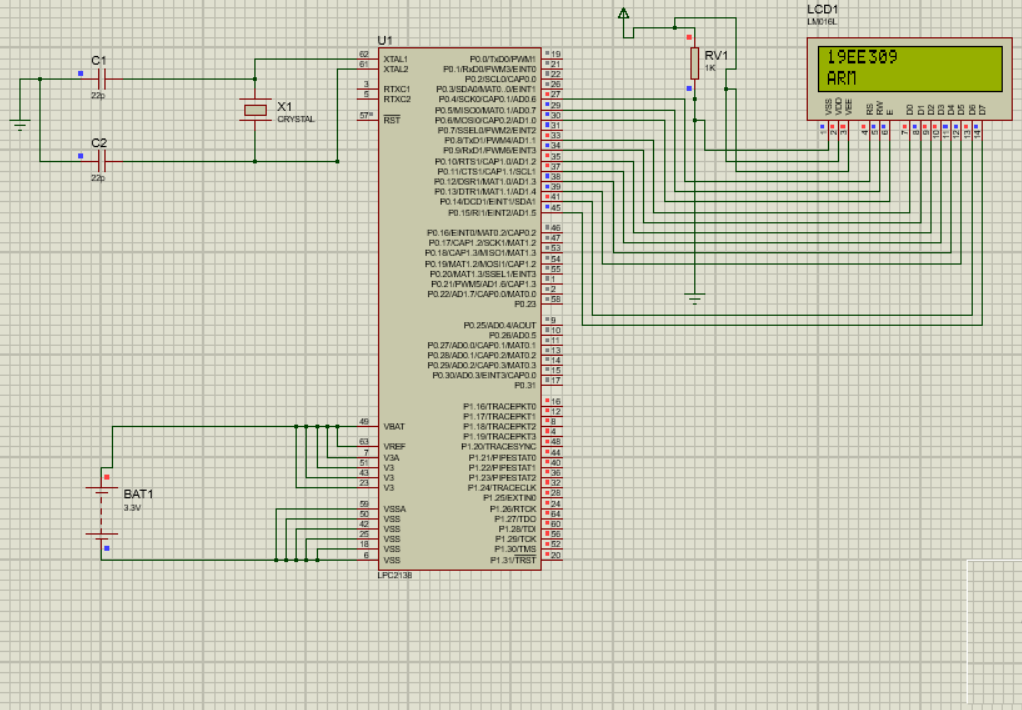 LCD1
LM016L
19EE309
ARM
VSS
VDD
VEE
RS
RW
E
D0
D1
D2
D3
D4
D5
D6
D7
1
2
3
4
5
6
7
8
9
10
11
12
13
14
RV1
1K
C1
22p
C2
22p
X1
CRYSTAL
BAT1
3.3V
U1
62 XTAL1
61 XTAL2
3 RTXC1
5 RTXC2
57 RST
49 VBAT
63 VREF
7 V3A
51 V3
43 V3
23 V3
59 VSSA
50 VSS
42 VSS
25 VSS
18 VSS
6 VSS
P0.0/TxD0/PWM1 19
P0.1/RxD0/PWM3/EINT0 21
P0.2/SCL0/CAP0.0 22
P0.3/SDA0/MAT0..0/EINT1 26
P0.4/SCK0/CAP0.1/AD0.6 27
P0.5/MISO0/MAT0.1/AD0.7 29
P0.6/MOSI0/CAP0.2/AD1.0 30
P0.7/SSEL0/PWM2/EINT2 31
P0.8/TxD1/PWM4/AD1.1 33
P0.9/RxD1/PWM6/EINT3 34
P0.10/RTS1/CAP1.0/AD1.2 35
P0.11/CTS1/CAP1.1/SCL1 37
P0.12/DSR1/MAT1.0/AD1.3 38
P0.13/DTR1/MAT1.1/AD1.4 39
P0.14/DCD1/EINT1/SDA1 41
P0.15/RI1/EINT2/AD1.5 45
P0.16/EINT0/MAT0.2/CAP0.2 46
P0.17/CAP1.2/SCK1/MAT1.2 47
P0.18/CAP1.3/MISO1/MAT1.3 53
P0.19/MAT1.2/MOSI1/CAP1.2 54
P0.20/MAT1.3/SSEL1/EINT3 55
P0.21/PWM5/AD1.6/CAP1.3 1
P0.22/AD1.7/CAP0.0/MAT0.0 2
P0.23 58
P0.25/AD0.4/AOUT 9
P0.26/AD0.5 10
P0.27/AD0.0/CAP0.1/MAT0.1 11
P0.28/AD0.1/CAP0.2/MAT0.2 13
P0.29/AD0.2/CAP0.3/MAT0.3 14
P0.30/AD0.3/EINT3/CAP0.0 15
P0.31 17
P1.16/TRACEPKT0 16
P1.17/TRACEPKT1 12
P1.18/TRACEPKT2 8
P1.19/TRACEPKT3 4
P1.20/TRACESYNC 48
P1.21/PIPESTAT0 44
P1.22/PIPESTAT1 40
P1.23/PIPESTAT2 36
P1.24/TRACECLK 32
P1.25/EXTIN0 28
P1.26/RTCK 24
P1.27/TDO 64
P1.28/TDI 60
P1.29/TCK 56
P1.30/TMS 52
P1.31/TRST 20
LPC2138